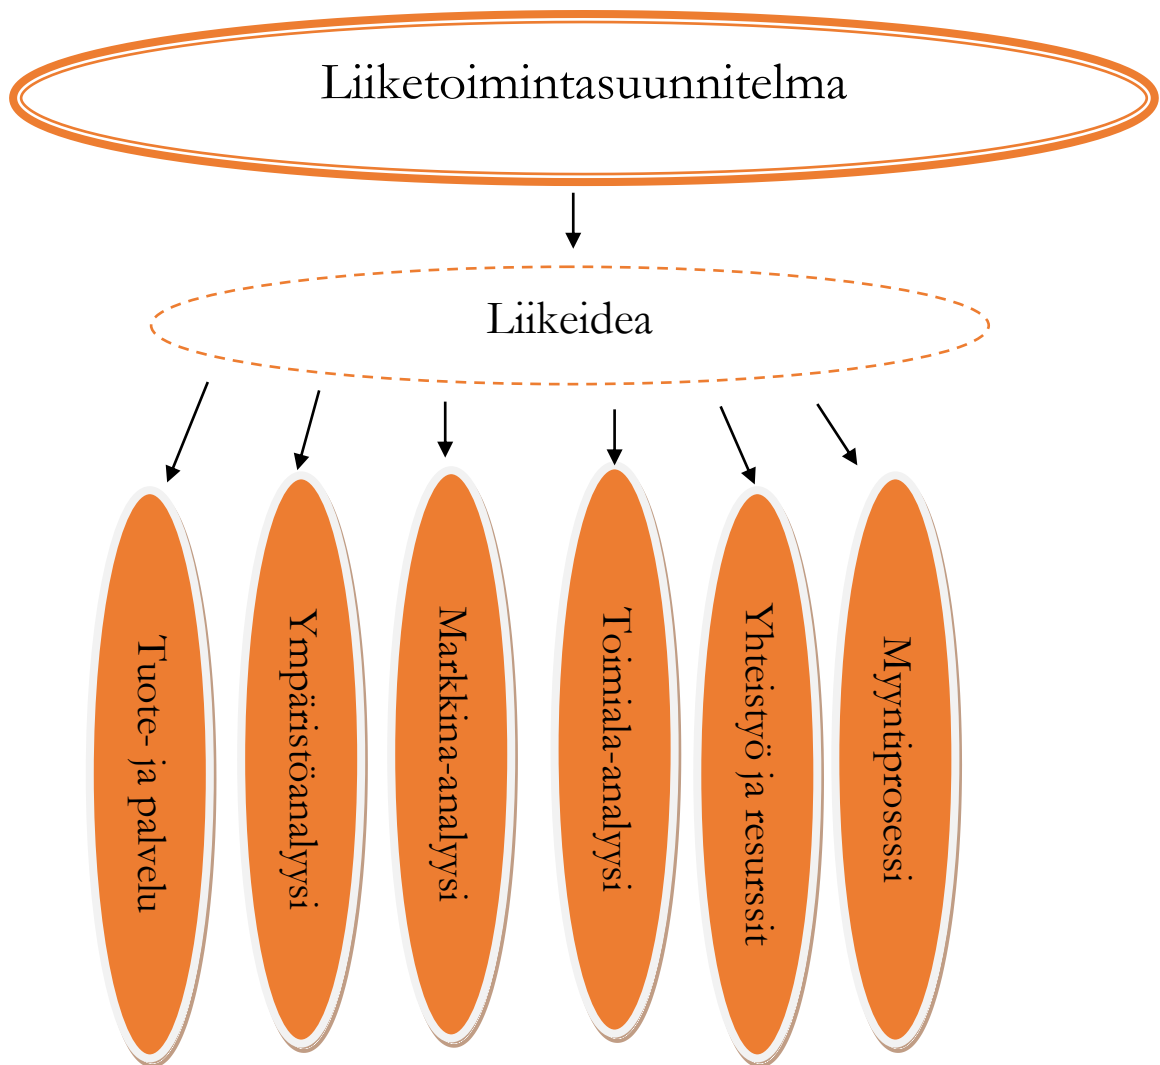 Liiketoimintasuunnitelma
Liikeidea
Tuote- ja palvelu
Ympäristöanalyysi
Markkina-analyysi
Toimiala-analyysi
Yhteistyö ja resurssit
Myyntiprosessi